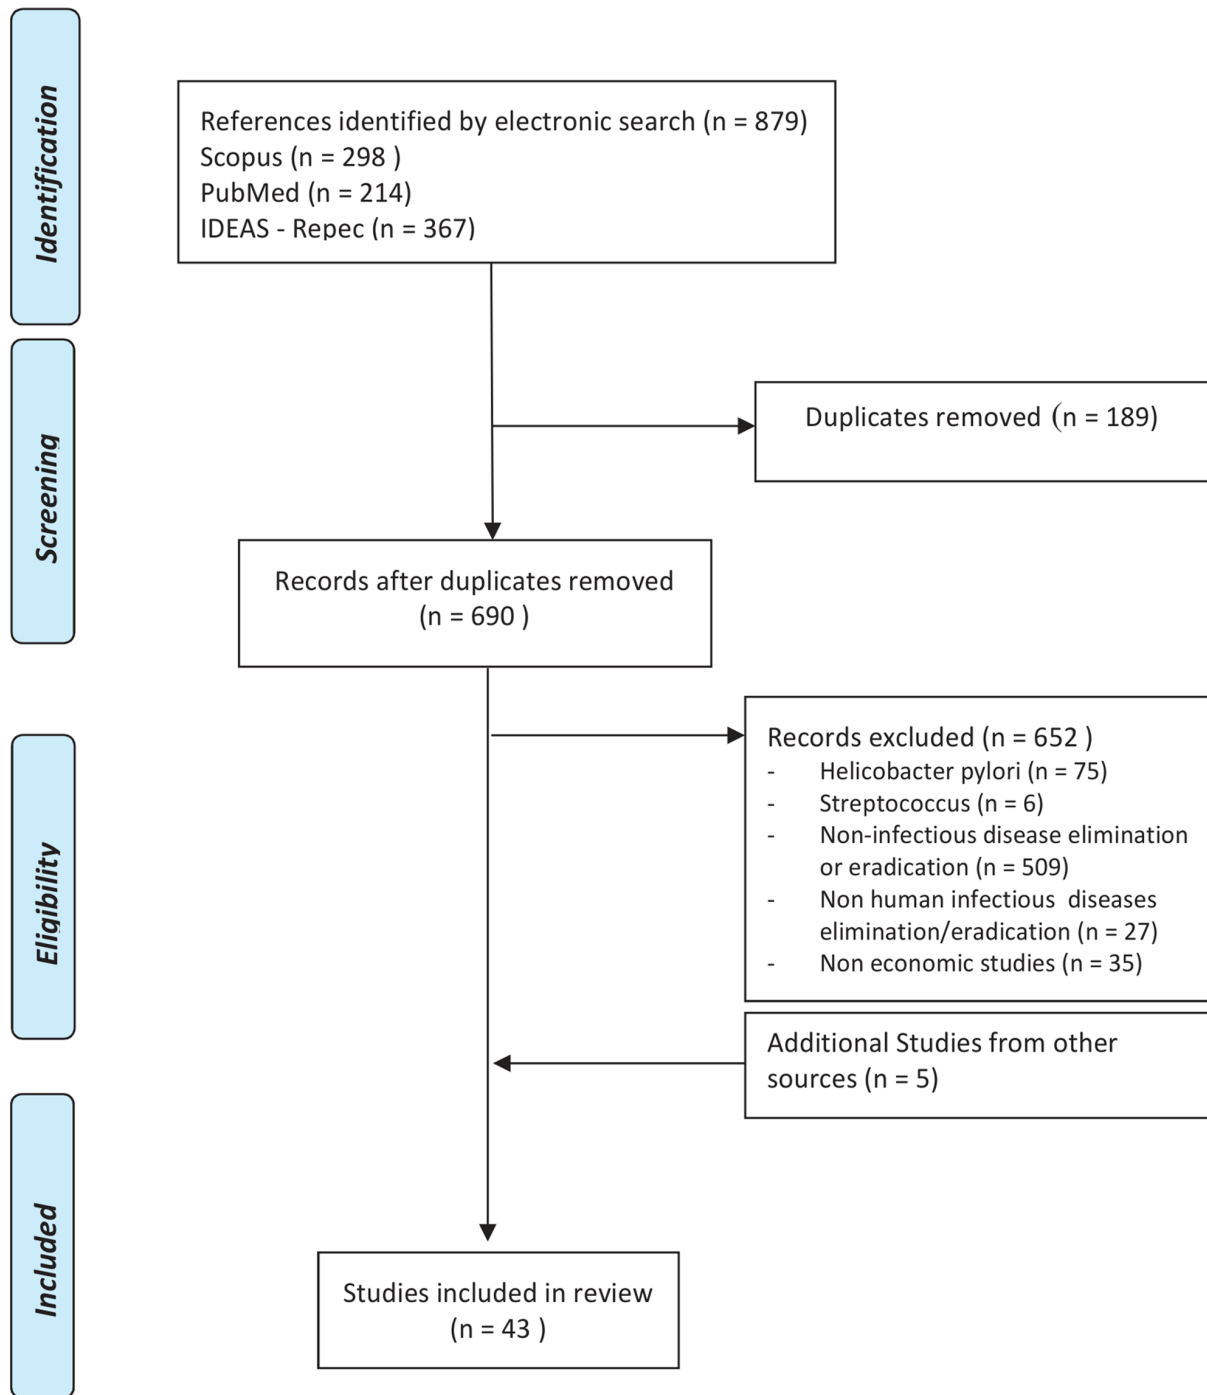 Identification
References identified by electronic search (n = 879)
Scopus (n = 298 )
PubMed (n = 214)
IDEAS - Repec (n = 367)
Screening
Duplicates removed (n = 189)
Records after duplicates removed
(n = 690 )
Eligibility
Records excluded (n = 652 )
- Helicobacter pylori (n = 75)
- Streptococcus (n = 6)
- Non-infectious disease elimination
or eradication (n = 509)
- Non human infectious diseases
elimination/eradication (n = 27)
- Non economic studies (n = 35)
Additional Studies from other
sources (n = 5)
Included
Studies included in review
(n = 43 )